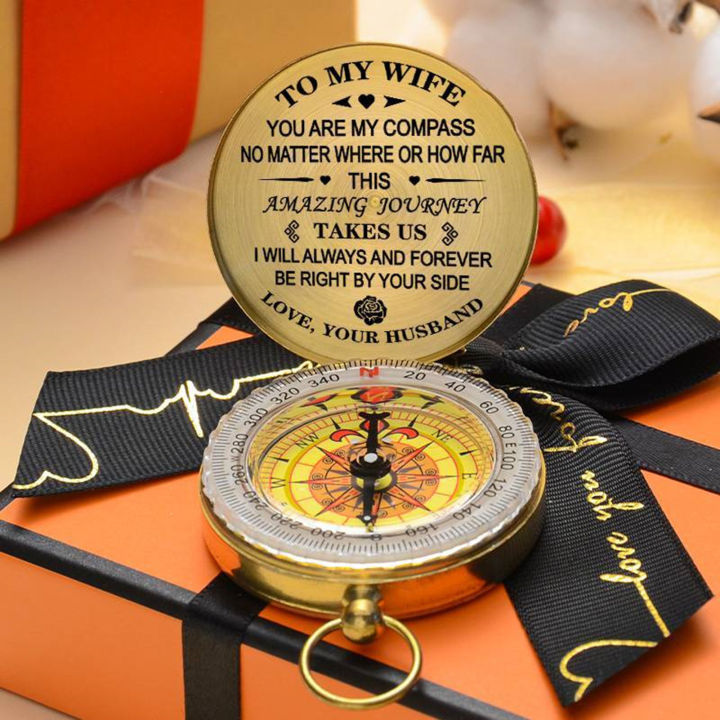 TO MY WIFE
YOU ARE MY COMPASS
NO MATTER WHERE OR HOW FAR
THIS
AMAZING JOURNEY
TAKES US
I WILL ALWAYS AND FOREVER
BE RIGHT BY YOUR SIDE
LOVE, YOUR HUSBAND
N 20 40 60 80 100 120 140 160
200 220 240 260 280 300 320 340
NW NE
W E
love
love
love
love you
love